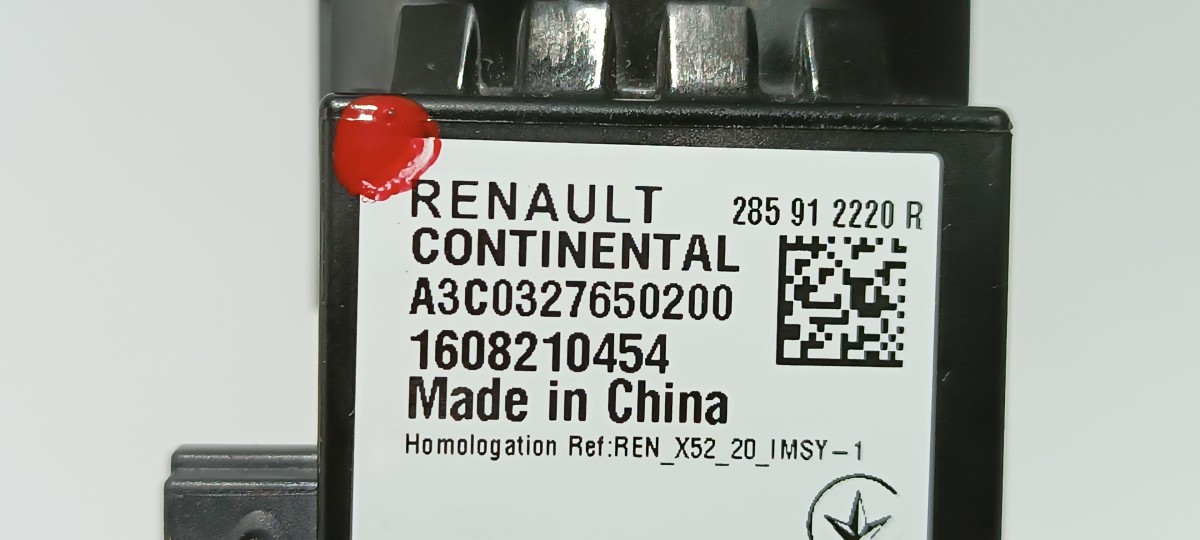 RENAULT 285 91 2220 R
CONTINENTAL
A3C0327650200
1608210454
Made in China
Homologation Ref:REN_X52_20_IMSY-1